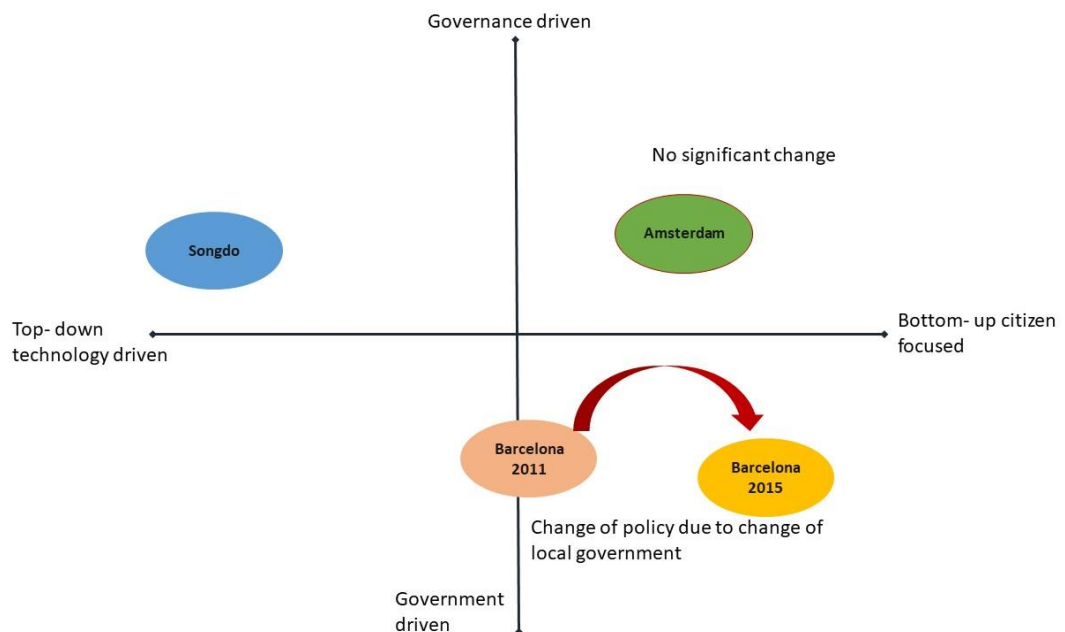 Governance driven
No significant change
Songdo
Amsterdam
Top- down
technology driven
Bottom- up citizen
focused
Barcelona
2011
Barcelona
2015
Change of policy due to change of
local government
Government
driven